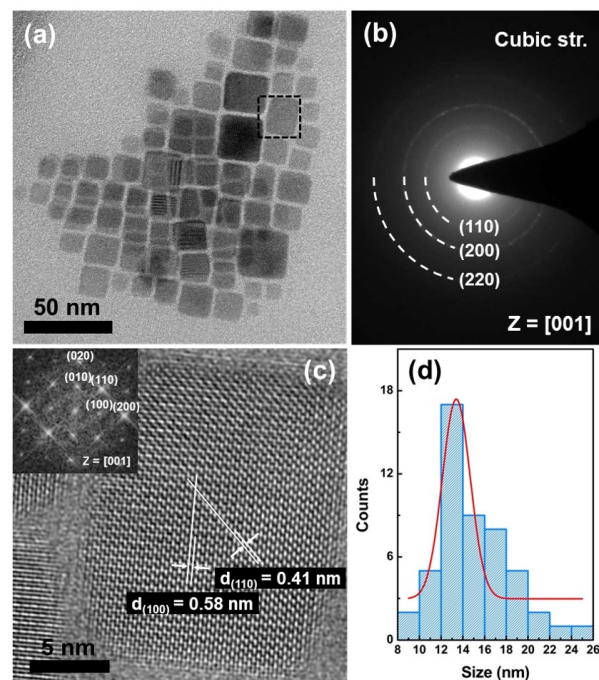 (a)
50 nm
(b)
Cubic str.
(110)
(200)
(220)
Z = [001]
(c)
(020)
(010) (110)
(100) (200)
Z = [001]
d(110) = 0.41 nm
d(100) = 0.58 nm
5 nm
(d)
Counts
18
12
6
0
8 10 12 14 16 18 20 22 24 26
Size (nm)